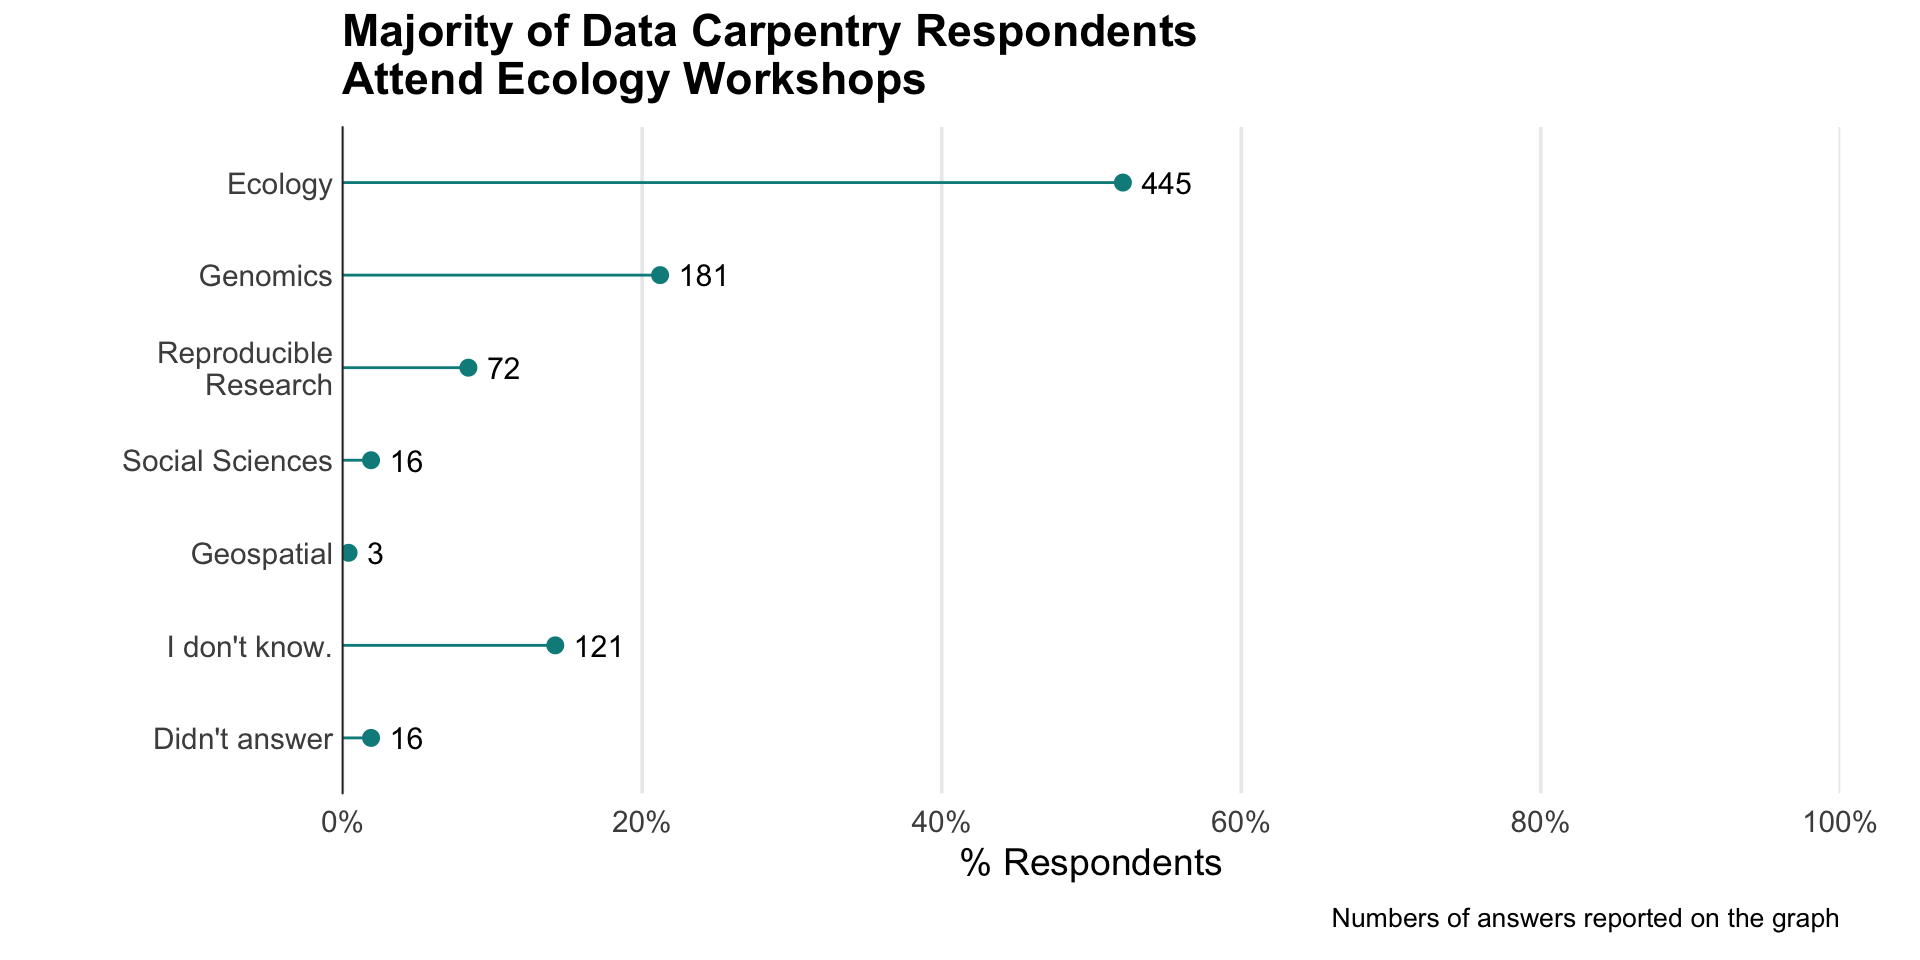 Majority of Data Carpentry Respondents
Attend Ecology Workshops
Ecology
445
Genomics
181
Reproducible
Research
72
Social Sciences
16
Geospatial
3
I don't know.
121
Didn't answer
16
0%
20%
40%
60%
80%
100%
% Respondents
Numbers of answers reported on the graph